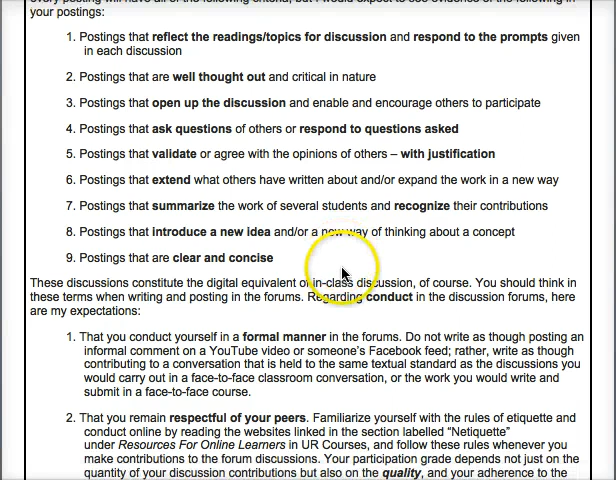 your postings:
1. Postings that reflect the readings/topics for discussion and respond to the prompts given
in each discussion
2. Postings that are well thought out and critical in nature
3. Postings that open up the discussion and enable and encourage others to participate
4. Postings that ask questions of others or respond to questions asked
5. Postings that validate or agree with the opinions of others – with justification
6. Postings that extend what others have written about and/or expand the work in a new way
7. Postings that summarize the work of several students and recognize their contributions
8. Postings that introduce a new idea and/or a new way of thinking about a concept
9. Postings that are clear and concise
These discussions constitute the digital equivalent of in-class discussion, of course. You should think in
these terms when writing and posting in the forums. Regarding conduct in the discussion forums, here
are my expectations:
1. That you conduct yourself in a formal manner in the forums. Do not write as though posting an
informal comment on a YouTube video or someone's Facebook feed; rather, write as though
contributing to a conversation that is held to the same textual standard as the discussions you
would carry out in a face-to-face classroom conversation, or the work you would write and
submit in a face-to-face course.
2. That you remain respectful of your peers. Familiarize yourself with the rules of etiquette and
conduct online by reading the websites linked in the section labelled “Netiquette”
under Resources For Online Learners in UR Courses, and follow these rules whenever you
make contributions to the forum discussions. Your participation grade depends not just on the
quantity of your discussion contributions but also on the quality, and your adherence to the